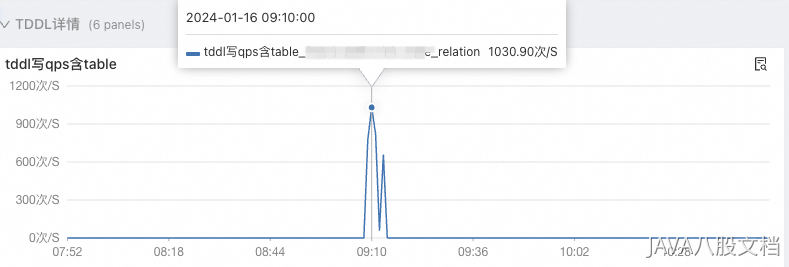 2024-01-16 09:10:00
TDDL详情 (6 panels)
tddl写qps含table_ _relation 1030.90次/S
tddl写qps含table
1200次/S
900次/S
600次/S
300次/S
0次/S
07:52 08:18 08:44 09:10 09:36 10:02 10:28
JAVA八股文档